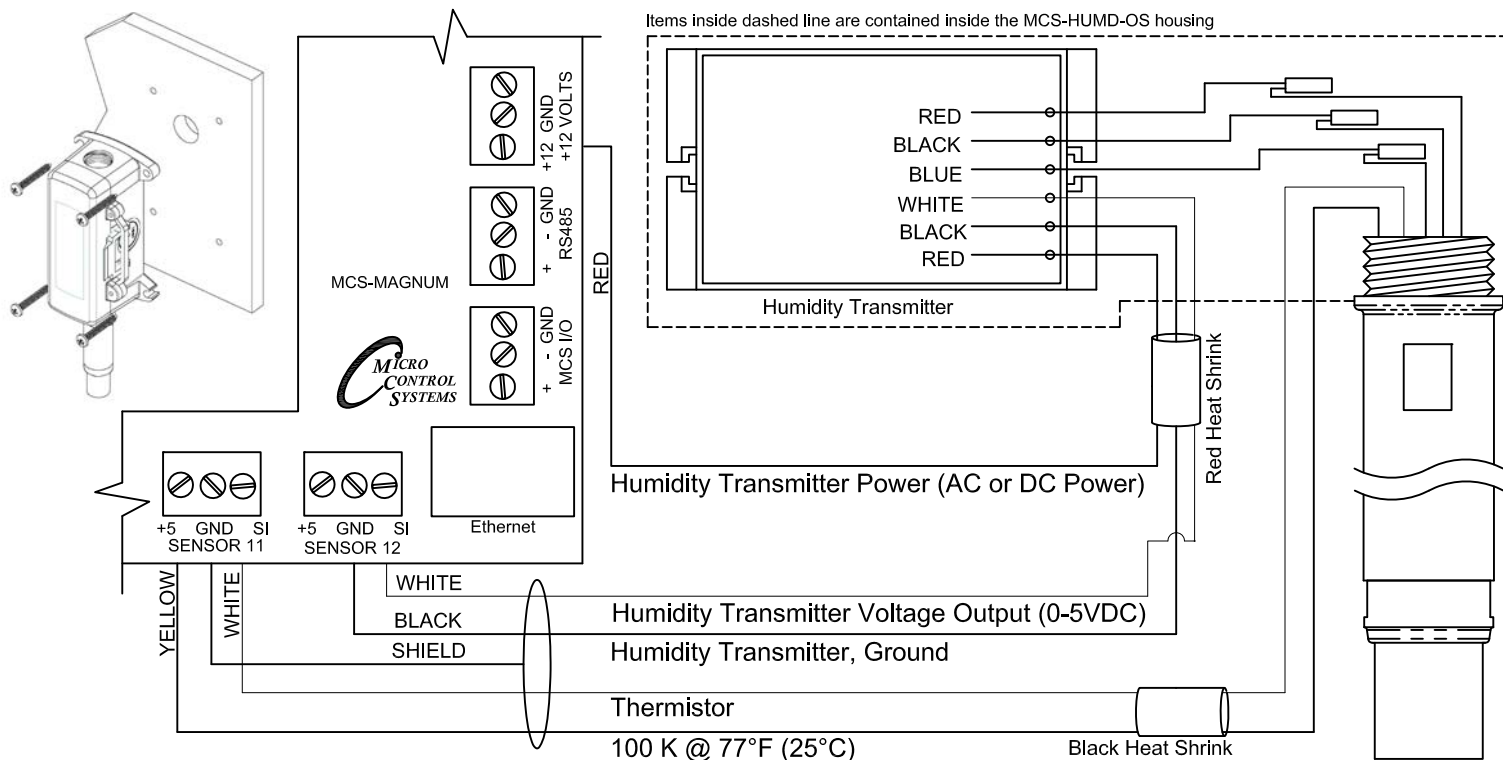 Items inside dashed line are contained inside the MCS-HUMD-OS housing
+12 GND
+12 VOLTS
RED
BLACK
BLUE
WHITE
BLACK
RED
Humidity Transmitter
+ - GND
RS485
RED
MCS-MAGNUM
+ - GND
MCS I/O
MICRO
CONTROL
SYSTEMS
Red Heat Shrink
Humidity Transmitter Power (AC or DC Power)
Ethernet
+5 GND SI
SENSOR 11
+5 GND SI
SENSOR 12
YELLOW
WHITE
WHITE
Humidity Transmitter Voltage Output (0-5VDC)
BLACK
SHIELD
Humidity Transmitter, Ground
Thermistor
100 K @ 77°F (25°C)
Black Heat Shrink